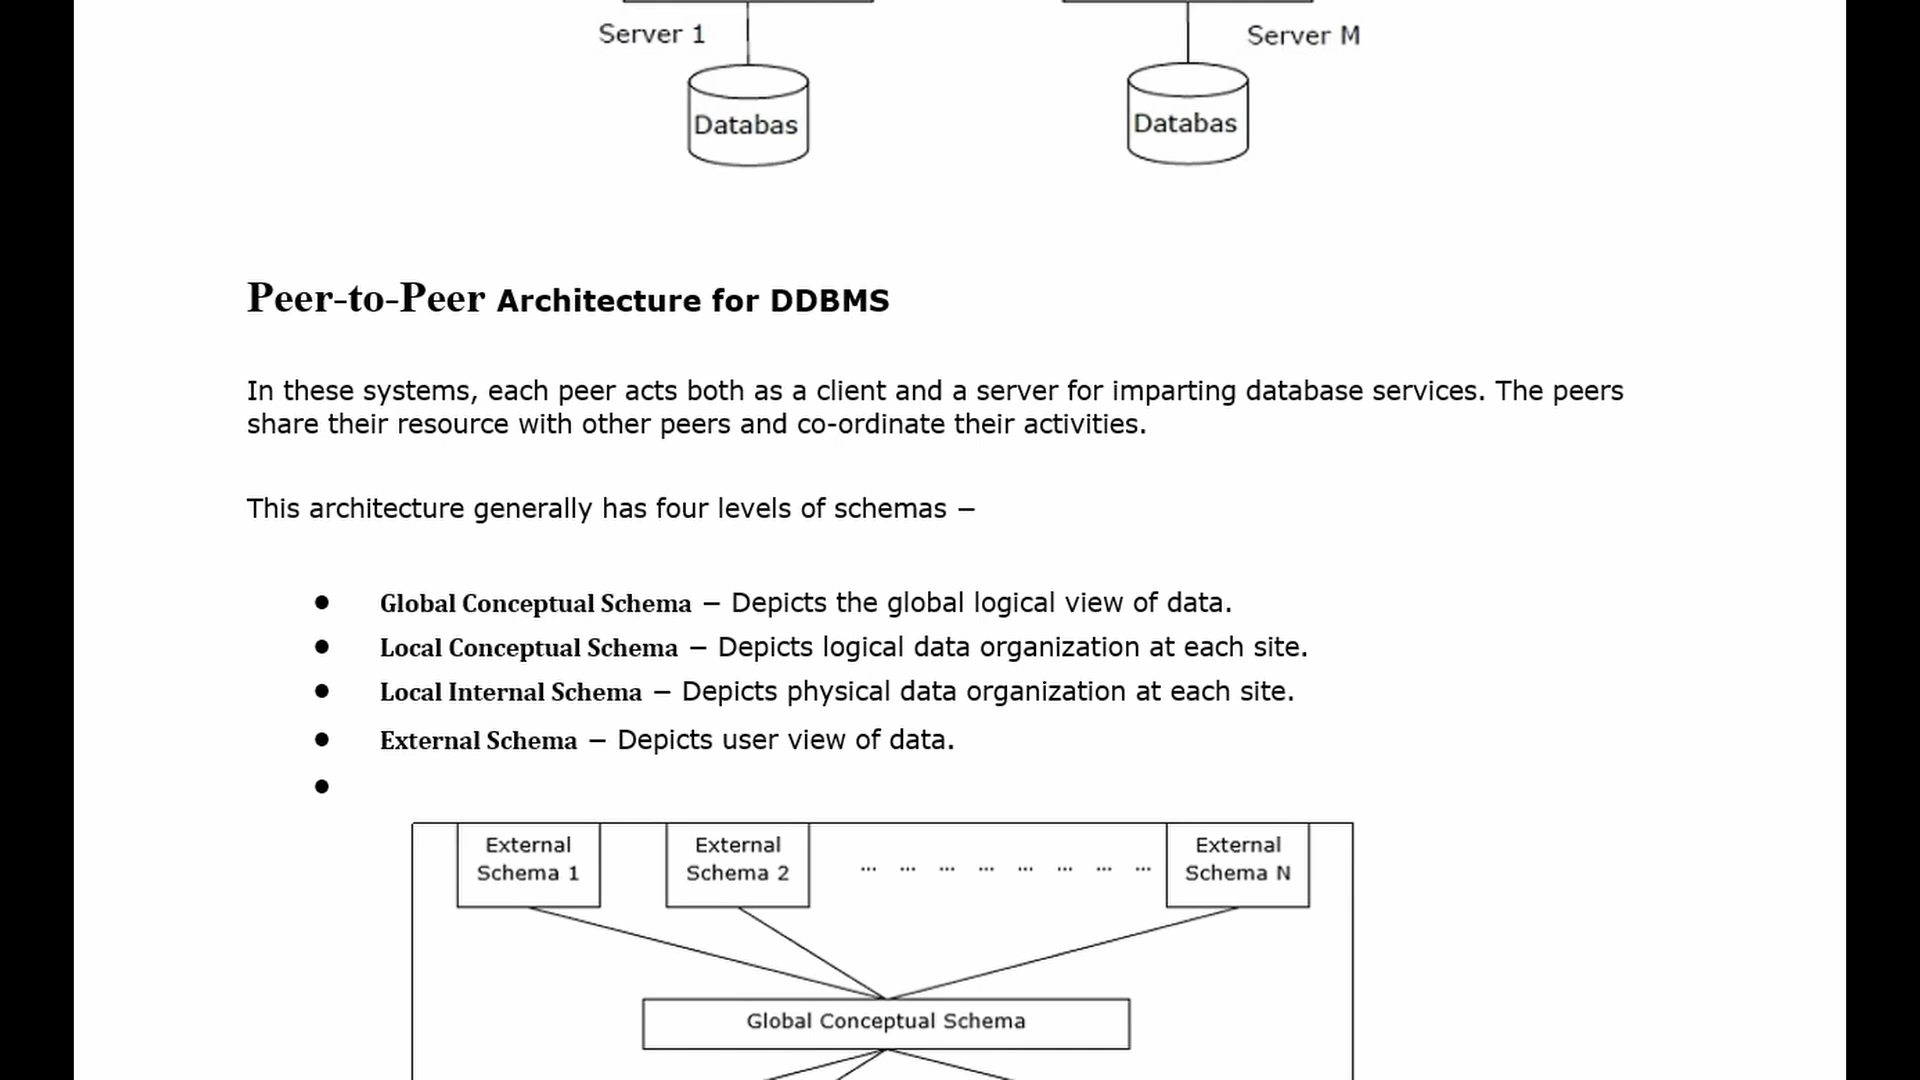 Server 1
Server M
Databas
Databas
Peer-to-Peer Architecture for DDBMS
In these systems, each peer acts both as a client and a server for imparting database services. The peers
share their resource with other peers and co-ordinate their activities.
This architecture generally has four levels of schemas −
● Global Conceptual Schema − Depicts the global logical view of data.
● Local Conceptual Schema − Depicts logical data organization at each site.
● Local Internal Schema − Depicts physical data organization at each site.
● External Schema − Depicts user view of data.
●
External
Schema 1
External
Schema 2
... ... ... ... ... ... ... ...
External
Schema N
Global Conceptual Schema